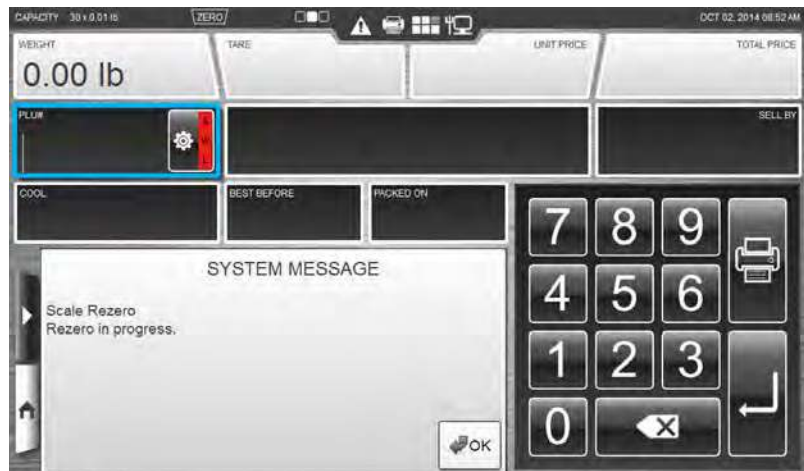 CAPACITY 30 x 0.01 lb
ZERO
OCT 02, 2014 08:52 AM
WEIGHT
0.00 lb
TARE
UNIT PRICE
TOTAL PRICE
PLU#
SELL BY
COOL
BEST BEFORE
PACKED ON
SYSTEM MESSAGE
Scale Rezero
Rezero in progress.
OK
7 8 9
4 5 6
1 2 3
0